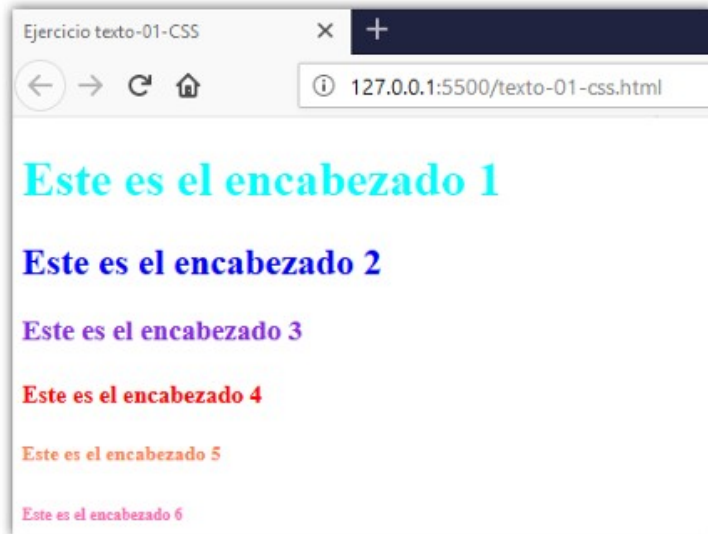 Ejercicio texto-01-CSS
127.0.0.1:5500/texto-01-css.html
Este es el encabezado 1
Este es el encabezado 2
Este es el encabezado 3
Este es el encabezado 4
Este es el encabezado 5
Este es el encabezado 6